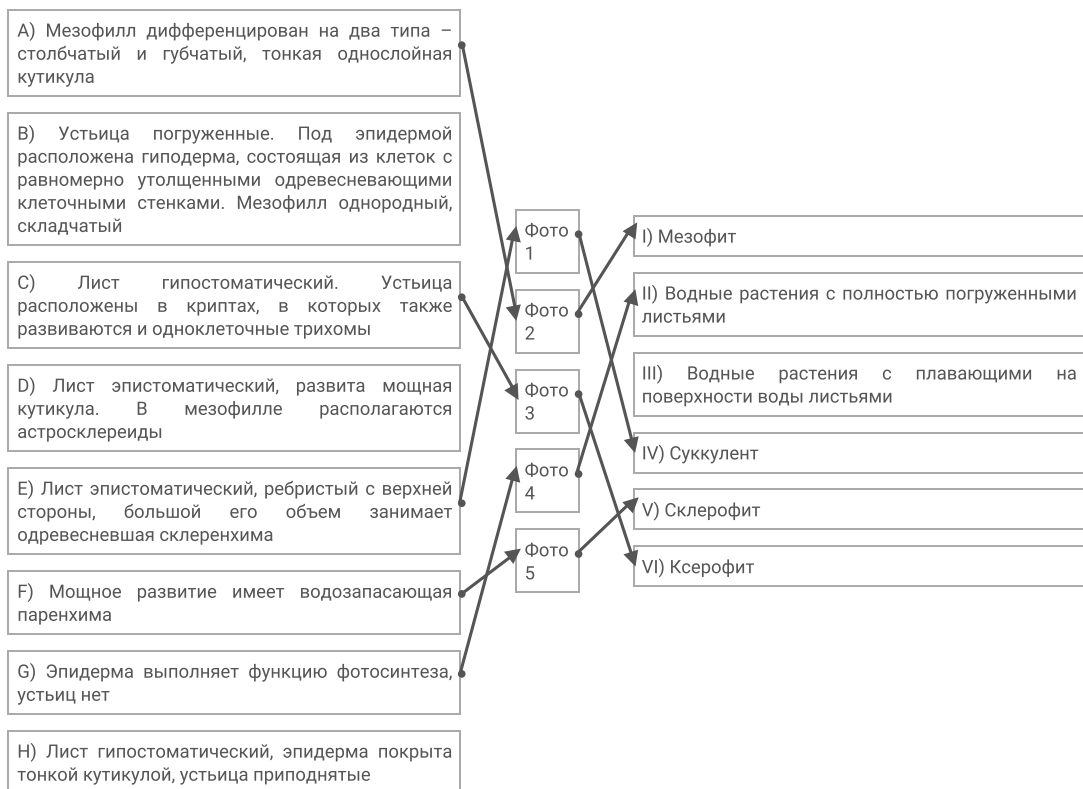 A) Мезофилл дифференцирован на два типа –
столбчатый и губчатый, тонкая однослойная
кутикула
B) Устьица погруженные. Под эпидермой
расположена гиподерма, состоящая из клеток с
равномерно утолщенными одревесневающими
клеточными стенками. Мезофилл однородный,
складчатый
C) Лист гипостоматический. Устьица
расположены в криптах, в которых также
развиваются и одноклеточные трихомы
D) Лист эпистоматический, развита мощная
кутикула. В мезофилле располагаются
астросклереиды
E) Лист эпистоматический, ребристый с верхней
стороны, большой его объем занимает
одревесневшая склеренхима
F) Мощное развитие имеет водозапасающая
паренхима
G) Эпидерма выполняет функцию фотосинтеза,
устьиц нет
H) Лист гипостоматический, эпидерма покрыта
тонкой кутикулой, устьица приподнятые
Фото
1
Фото
2
Фото
3
Фото
4
Фото
5
I) Мезофит
II) Водные растения с полностью погруженными
листьями
III) Водные растения с плавающими на
поверхности воды листьями
IV) Суккулент
V) Склерофит
VI) Ксерофит